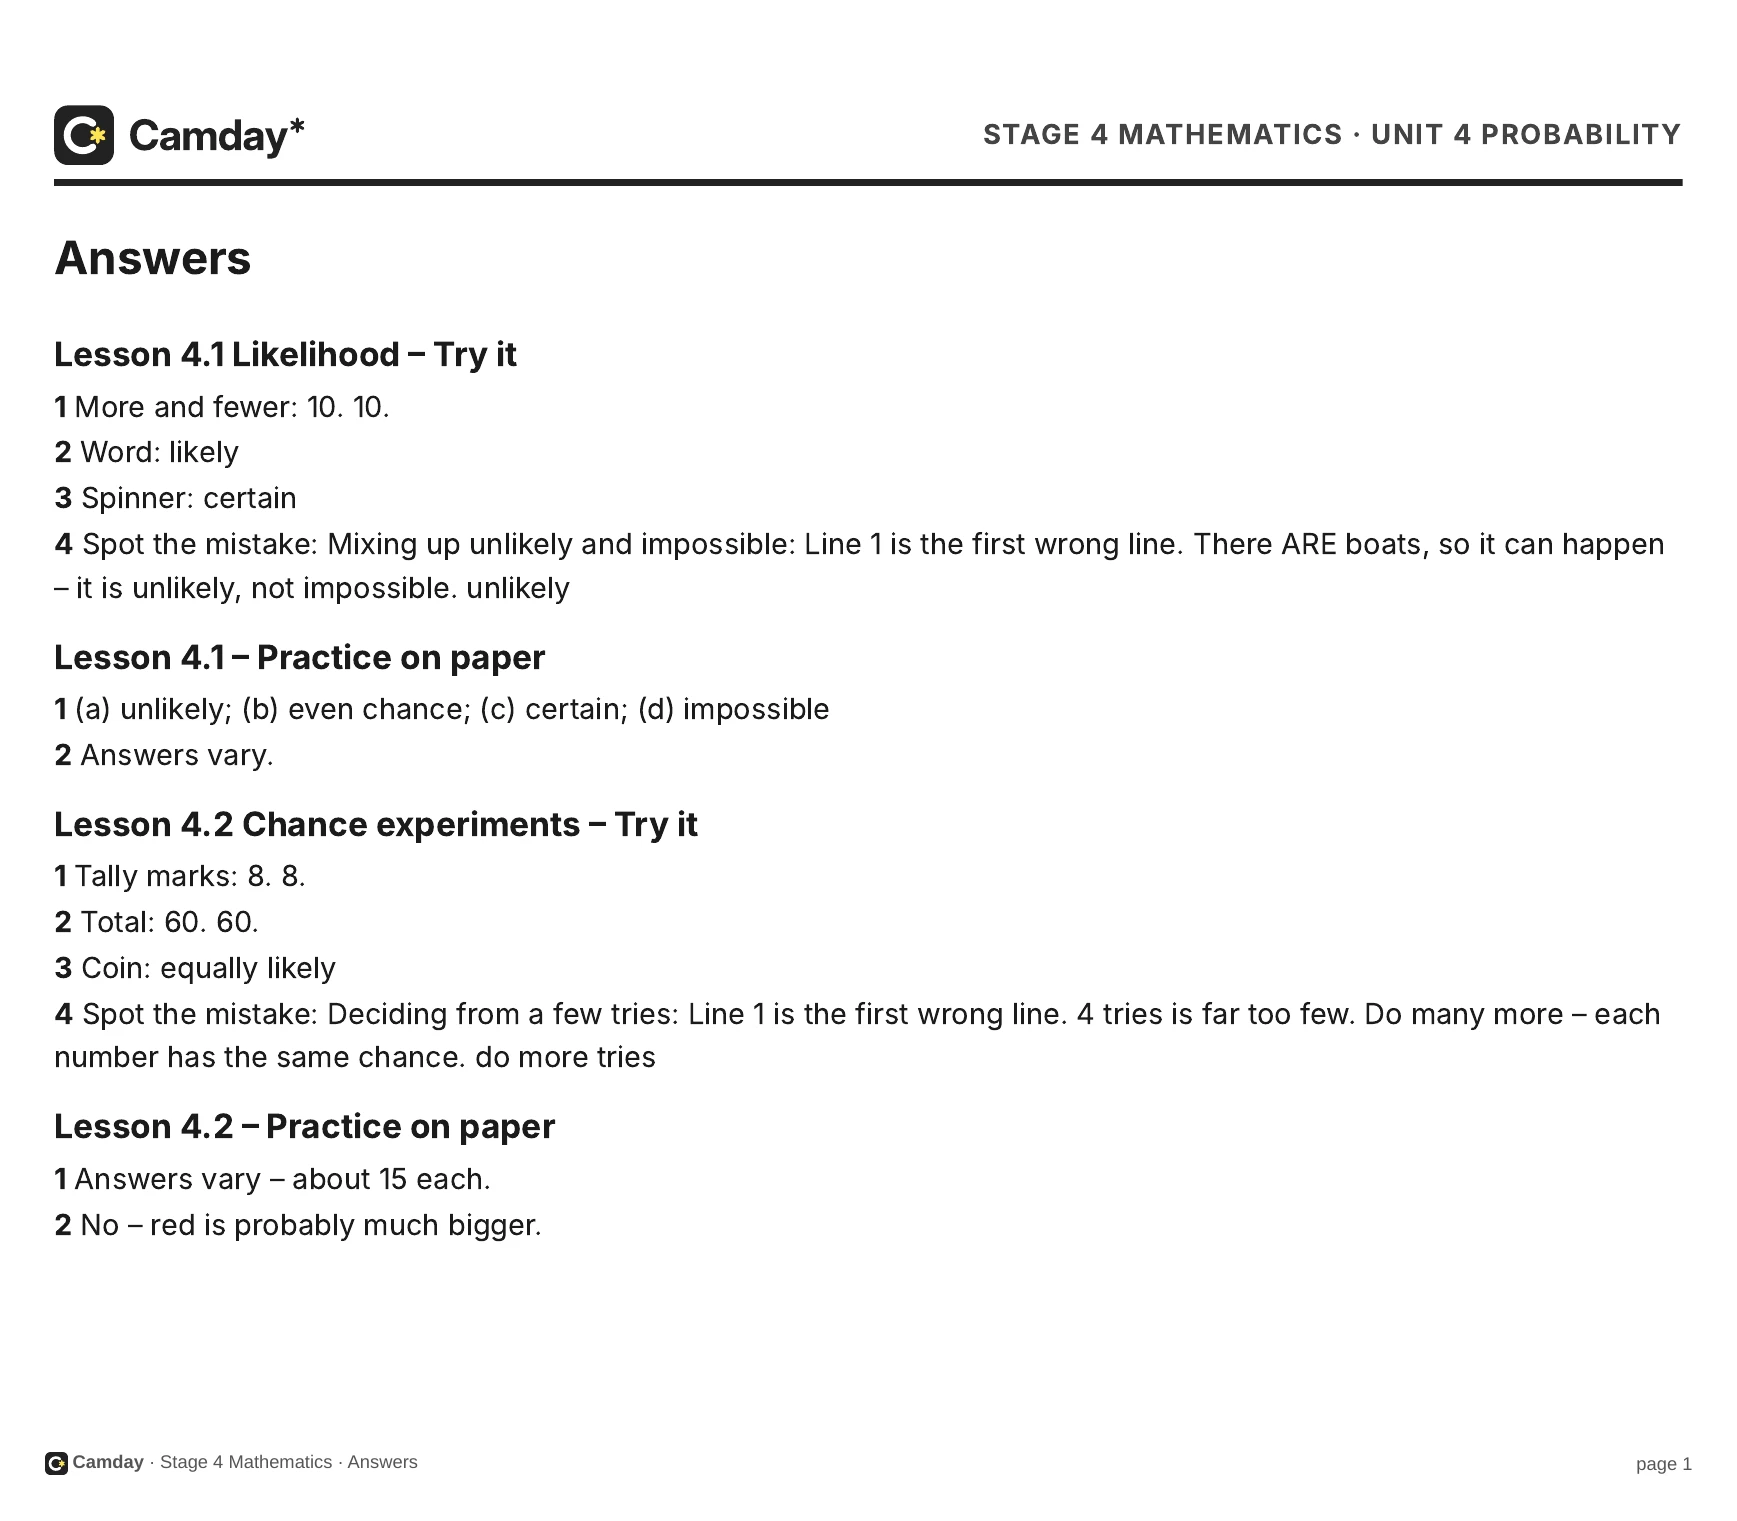 Camday*
STAGE 4 MATHEMATICS · UNIT 4 PROBABILITY
Answers
Lesson 4.1 Likelihood – Try it
1 More and fewer: 10. 10.
2 Word: likely
3 Spinner: certain
4 Spot the mistake: Mixing up unlikely and impossible: Line 1 is the first wrong line. There ARE boats, so it can happen
– it is unlikely, not impossible. unlikely
Lesson 4.1 – Practice on paper
1 (a) unlikely; (b) even chance; (c) certain; (d) impossible
2 Answers vary.
Lesson 4.2 Chance experiments – Try it
1 Tally marks: 8. 8.
2 Total: 60. 60.
3 Coin: equally likely
4 Spot the mistake: Deciding from a few tries: Line 1 is the first wrong line. 4 tries is far too few. Do many more – each
number has the same chance. do more tries
Lesson 4.2 – Practice on paper
1 Answers vary – about 15 each.
2 No – red is probably much bigger.
Camday · Stage 4 Mathematics · Answers
page 1